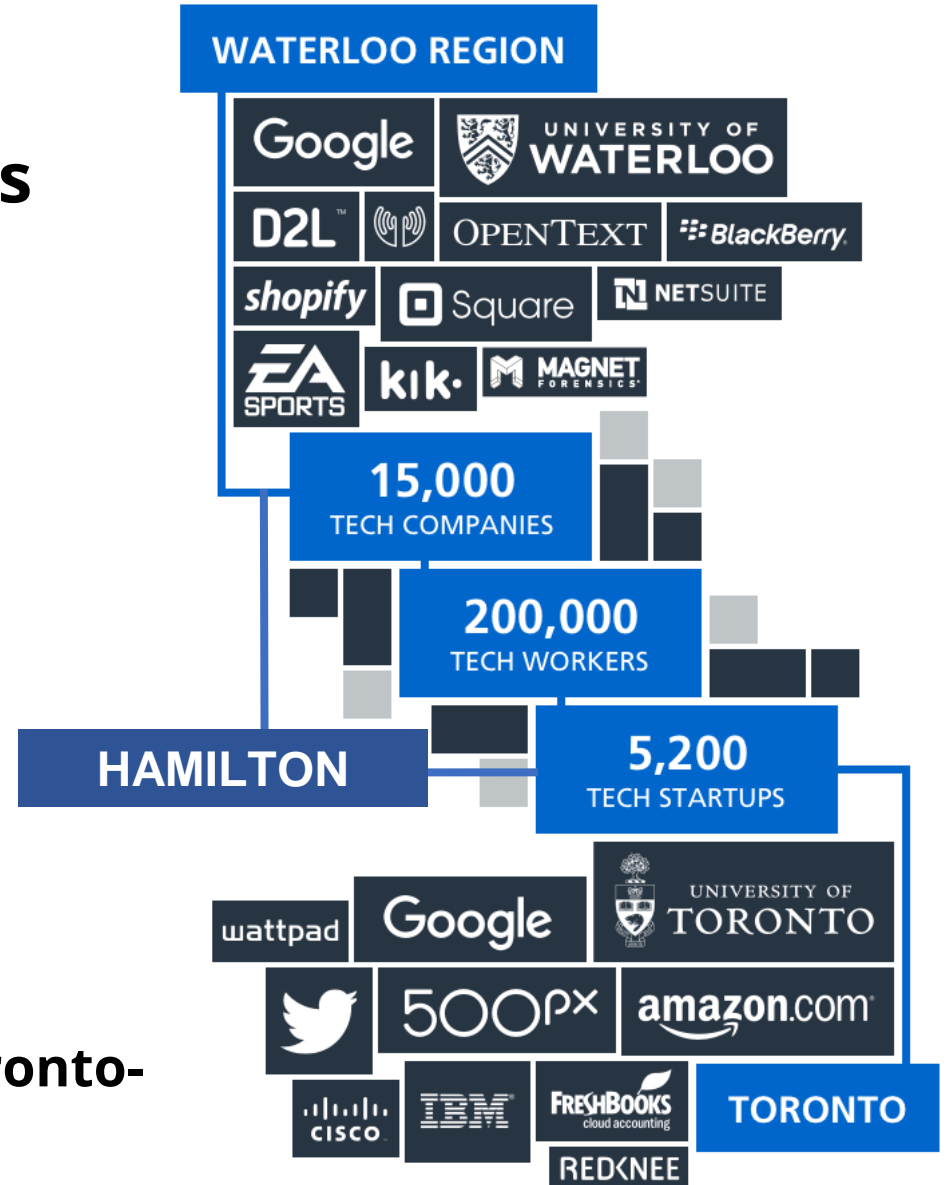 WATERLOO REGION
Google
UNIVERSITY OF
WATERLOO
s
D2L™
OPENTEXT
BlackBerry®
shopify
Square
NETSUITE
EA
SPORTS
kik·
MAGNET
FORENSICS®
15,000
TECH COMPANIES
200,000
TECH WORKERS
5,200
TECH STARTUPS
HAMILTON
wattpad
Google
UNIVERSITY OF
TORONTO
500px
amazon.com®
ronto-
CISCO
IBM®
FRESHBOOKS
cloud accounting
TORONTO
REDKNEE